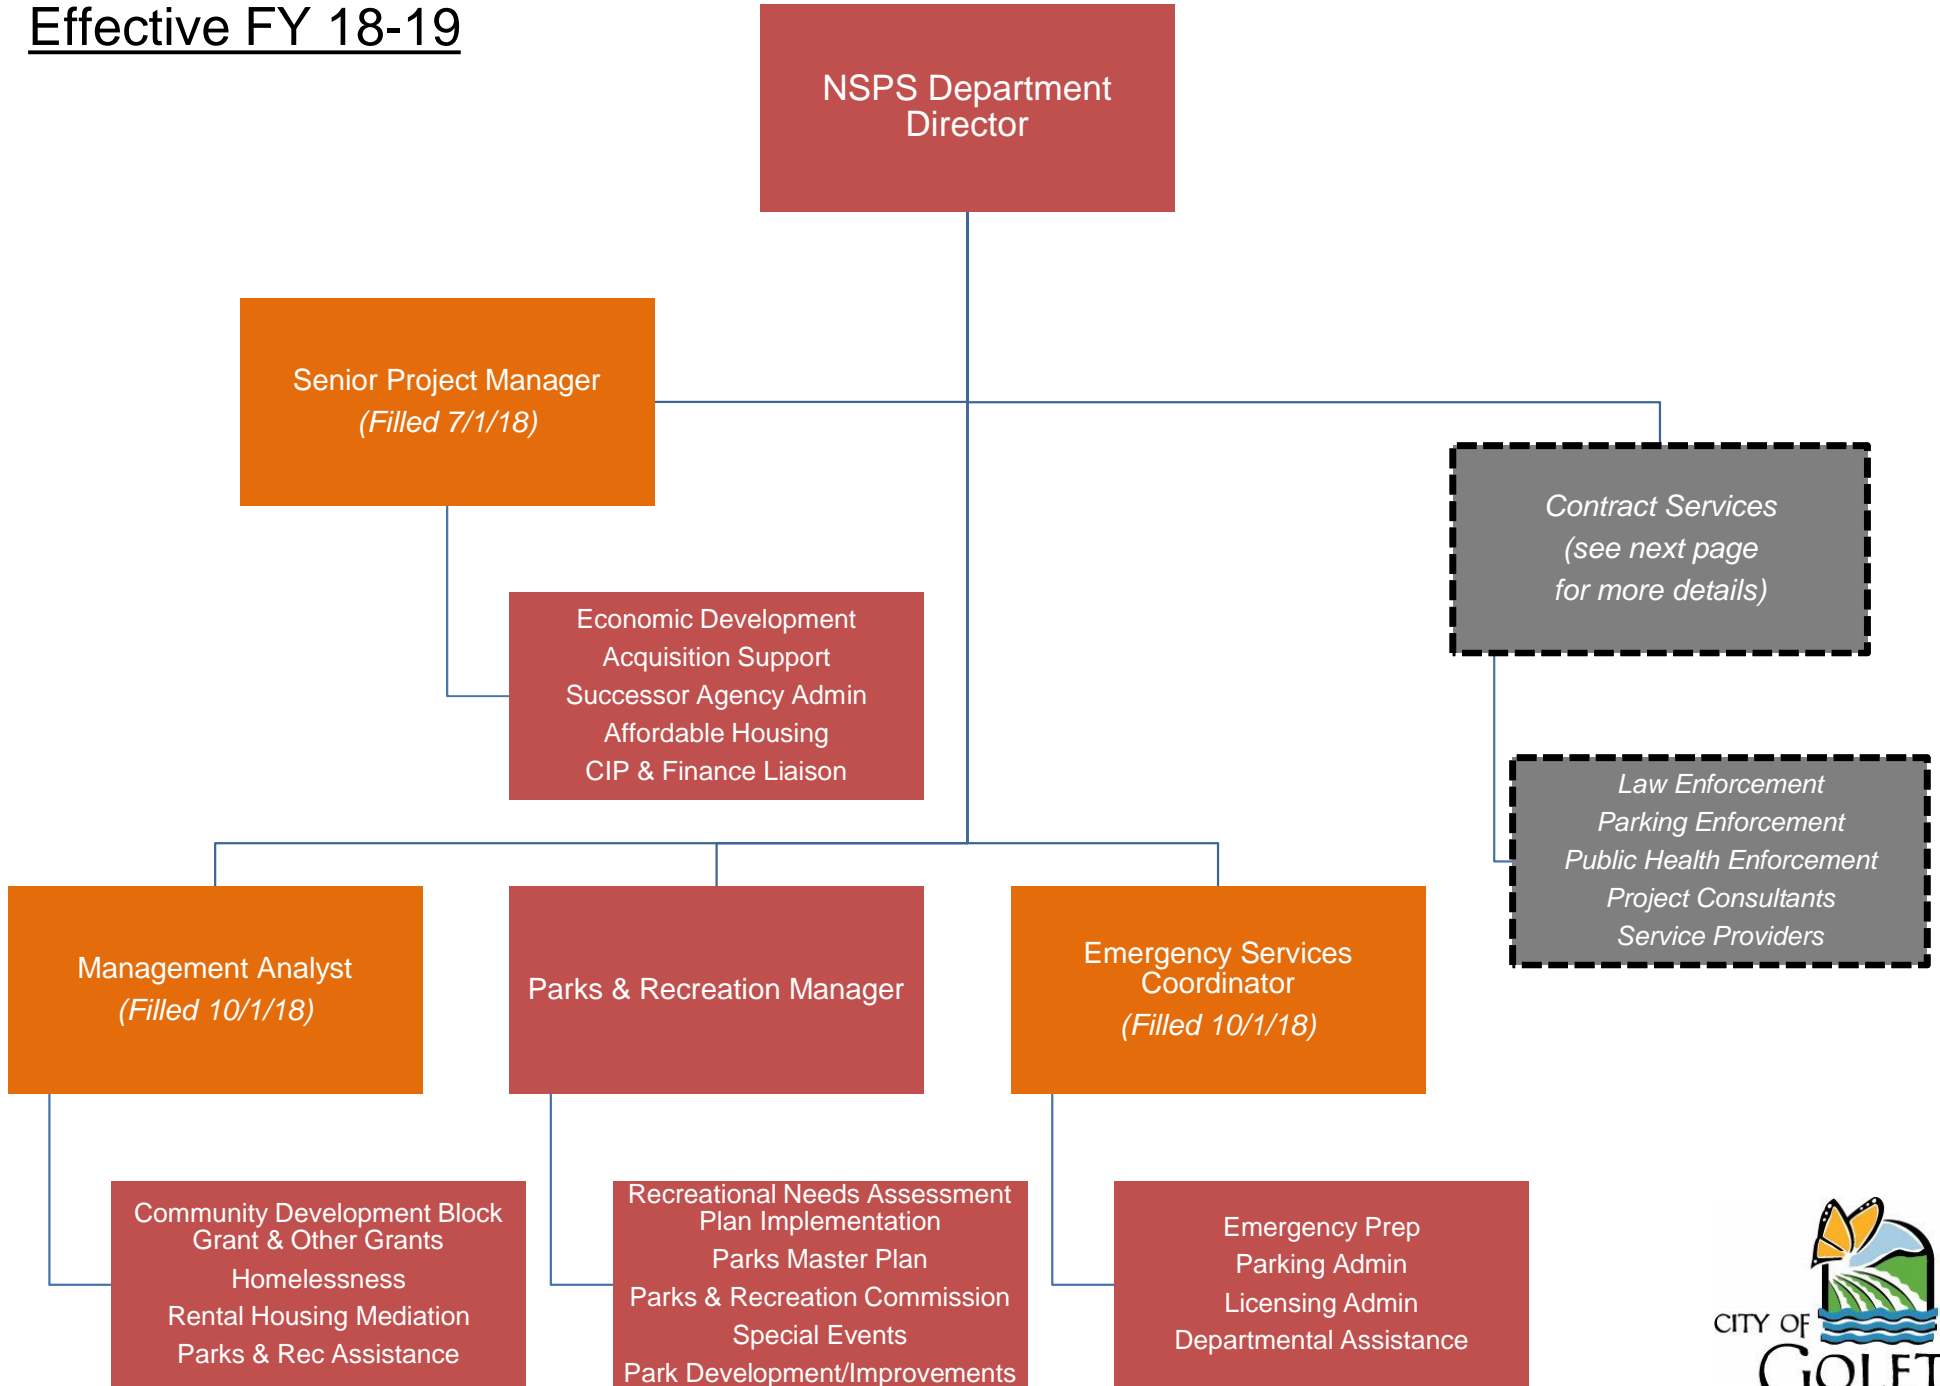 Effective FY 18-19
NSPS Department
Director
Senior Project Manager
(Filled 7/1/18)
Contract Services
(see next page
for more details)
Economic Development
Acquisition Support
Successor Agency Admin
Affordable Housing
CIP & Finance Liaison
Law Enforcement
Parking Enforcement
Public Health Enforcement
Project Consultants
Service Providers
Management Analyst
(Filled 10/1/18)
Parks & Recreation Manager
Emergency Services
Coordinator
(Filled 10/1/18)
Community Development Block
Grant & Other Grants
Homelessness
Rental Housing Mediation
Parks & Rec Assistance
Recreational Needs Assessment
Plan Implementation
Parks Master Plan
Parks & Recreation Commission
Special Events
Park Development/Improvements
Emergency Prep
Parking Admin
Licensing Admin
Departmental Assistance
CITY OF